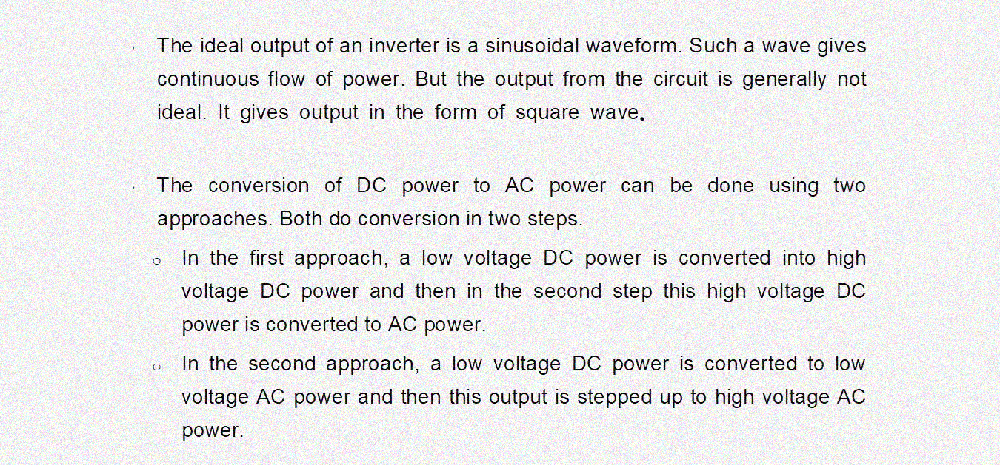 The ideal output of an inverter is a sinusoidal waveform. Such a wave gives
continuous flow of power. But the output from the circuit is generally not
ideal. It gives output in the form of square wave.
The conversion of DC power to AC power can be done using two
approaches. Both do conversion in two steps.
○ In the first approach, a low voltage DC power is converted into high
voltage DC power and then in the second step this high voltage DC
power is converted to AC power.
○ In the second approach, a low voltage DC power is converted to low
voltage AC power and then this output is stepped up to high voltage AC
power.